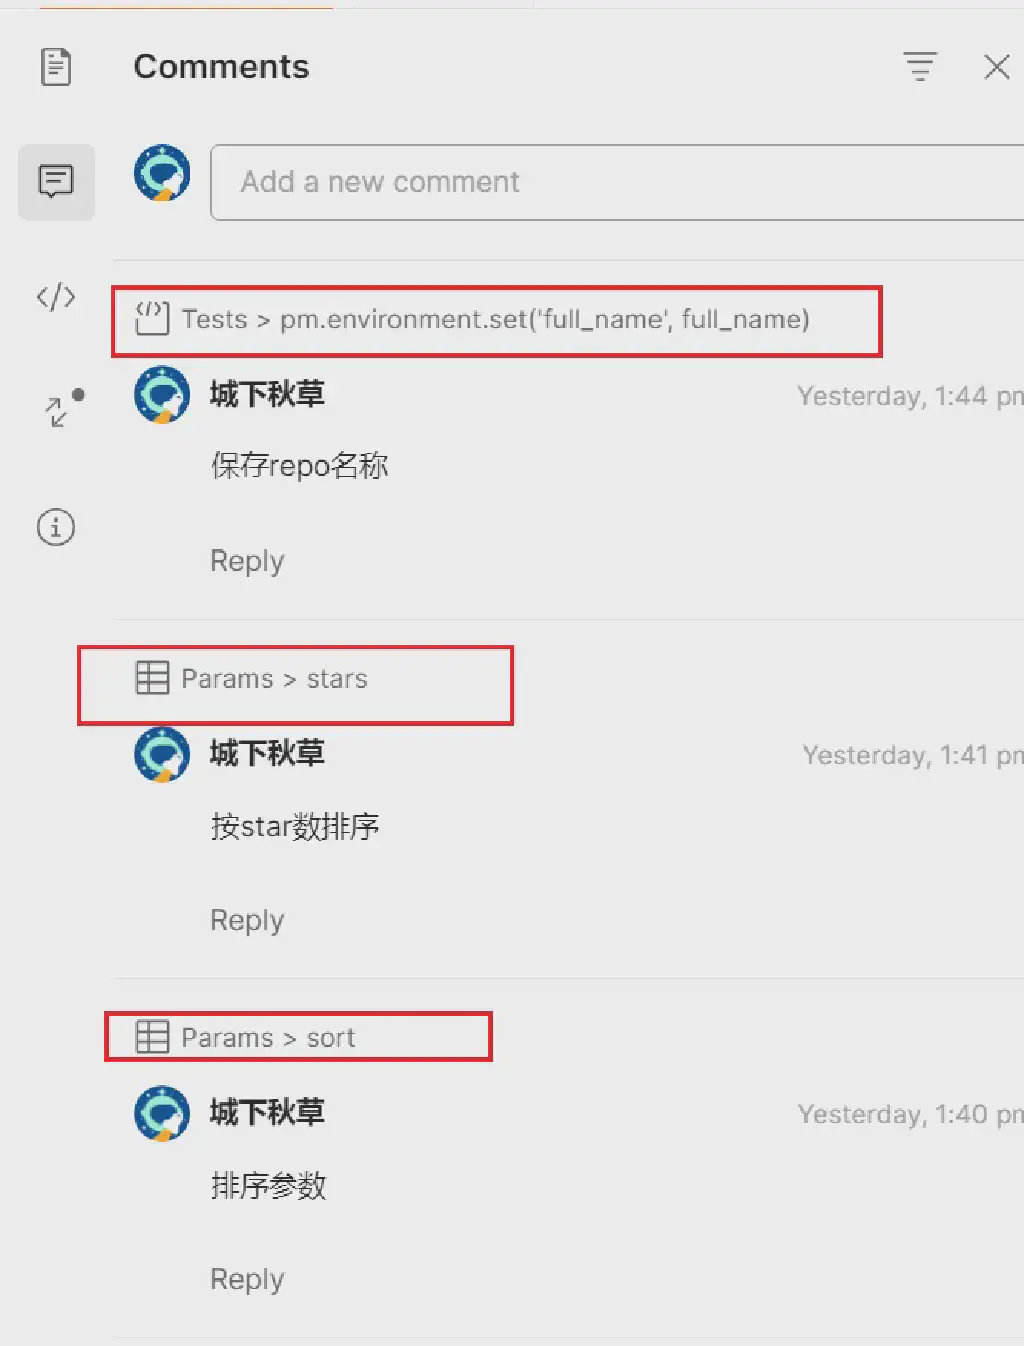 Comments
Add a new comment
Tests > pm.environment.set('full_name', full_name)
城下秋草
Yesterday, 1:44 pm
保存repo名称
Reply
Params > stars
城下秋草
Yesterday, 1:41 pm
按star数排序
Reply
Params > sort
城下秋草
Yesterday, 1:40 pm
排序参数
Reply